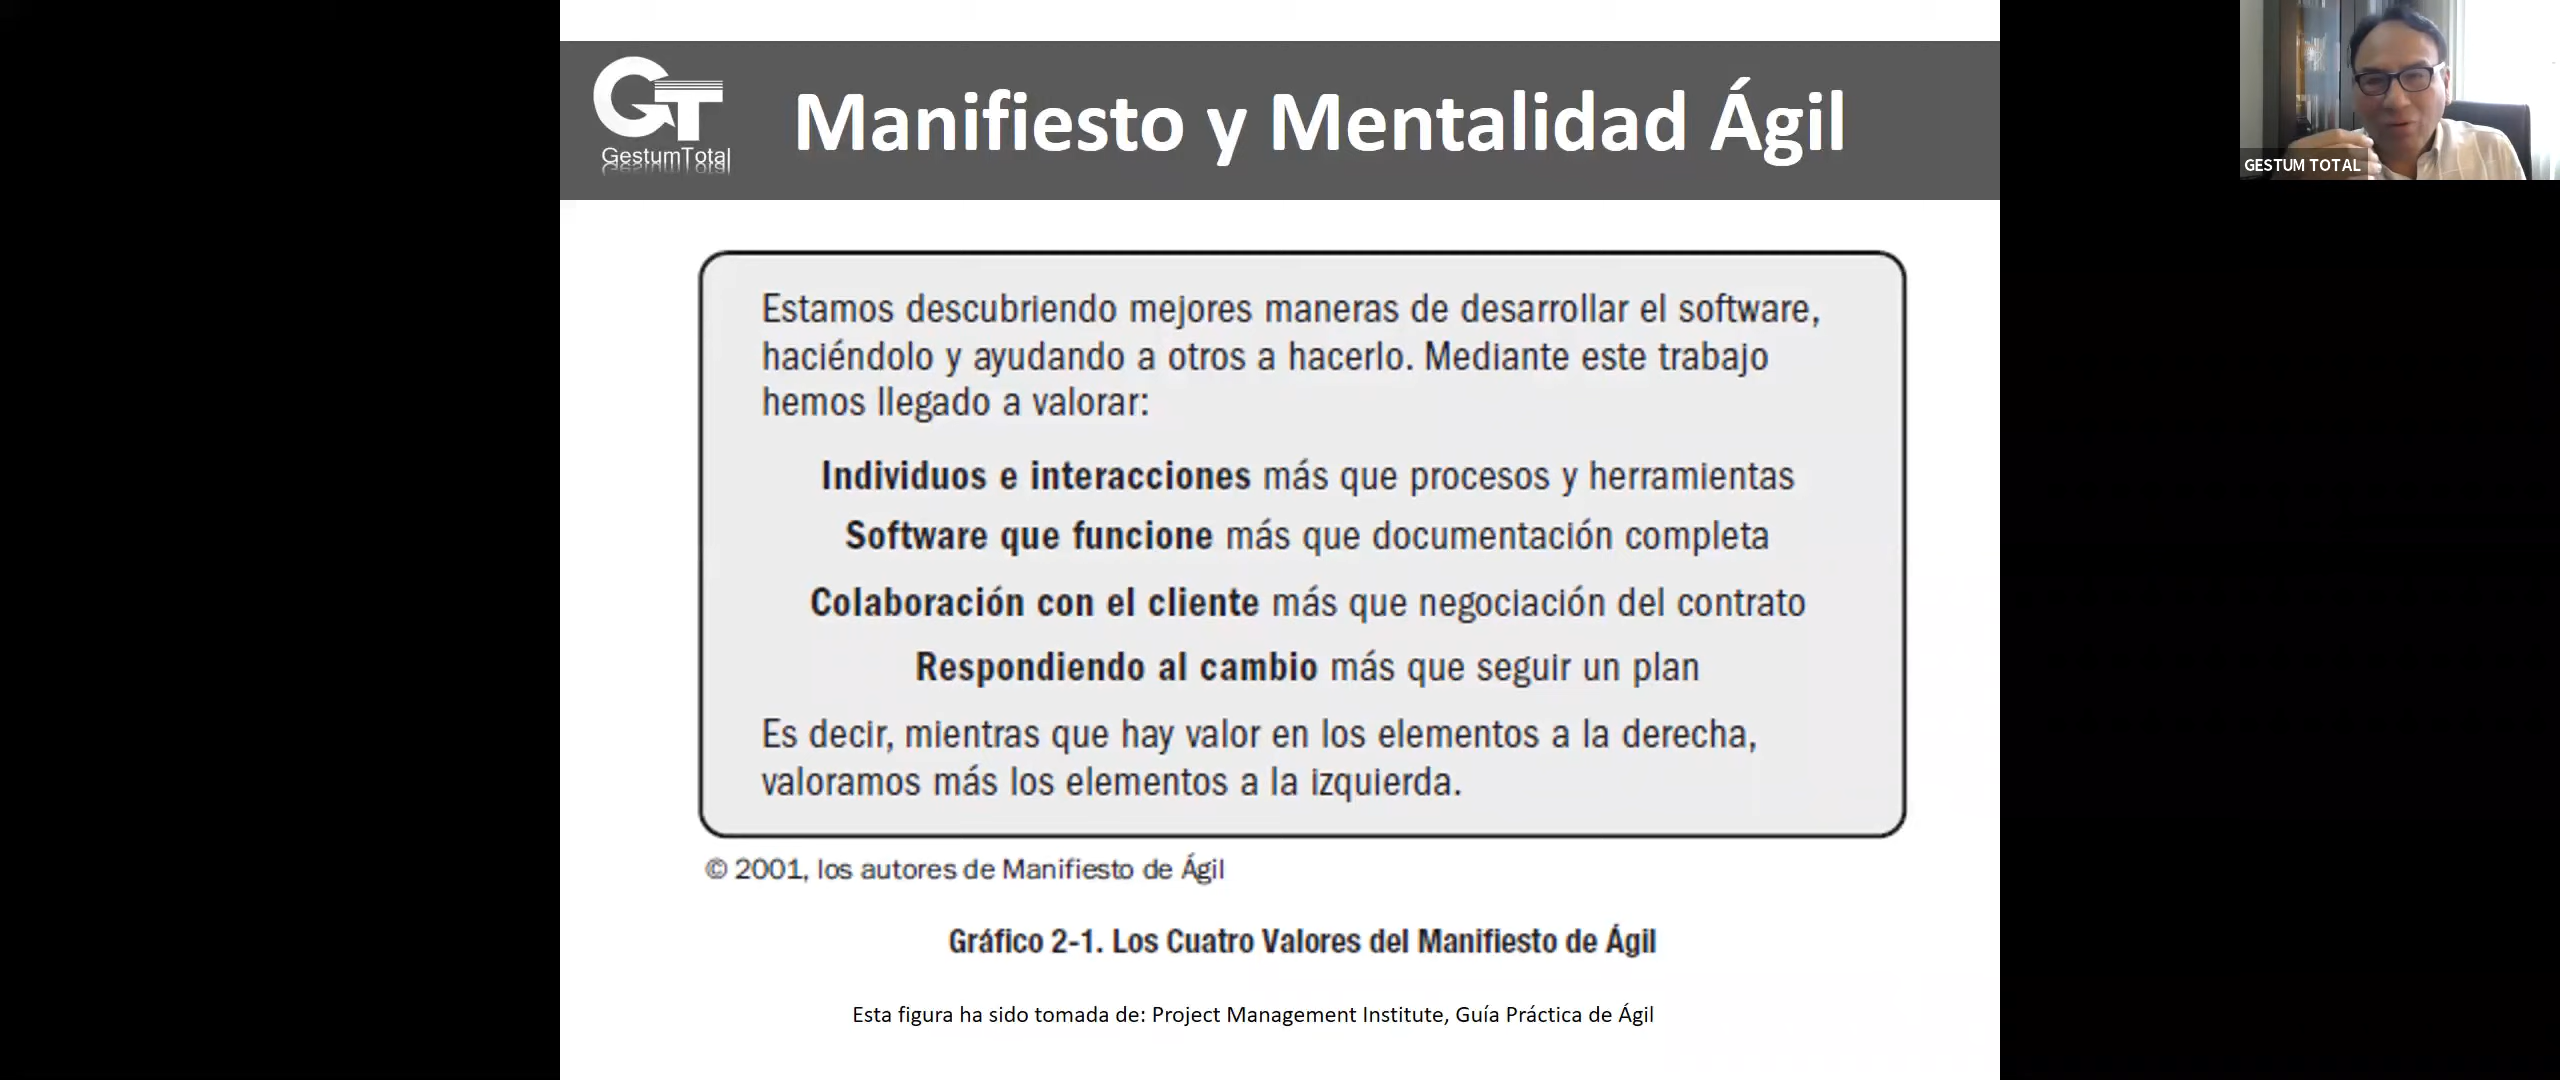 GT
GestumTotal
Manifiesto y Mentalidad Ágil
GESTUM TOTAL
Estamos descubriendo mejores maneras de desarrollar el software,
haciéndolo y ayudando a otros a hacerlo. Mediante este trabajo
hemos llegado a valorar:
Individuos e interacciones más que procesos y herramientas
Software que funcione más que documentación completa
Colaboración con el cliente más que negociación del contrato
Respondiendo al cambio más que seguir un plan
Es decir, mientras que hay valor en los elementos a la derecha,
valoramos más los elementos a la izquierda.
© 2001, los autores de Manifiesto de Ágil
Gráfico 2-1. Los Cuatro Valores del Manifiesto de Ágil
Esta figura ha sido tomada de: Project Management Institute, Guía Práctica de Ágil